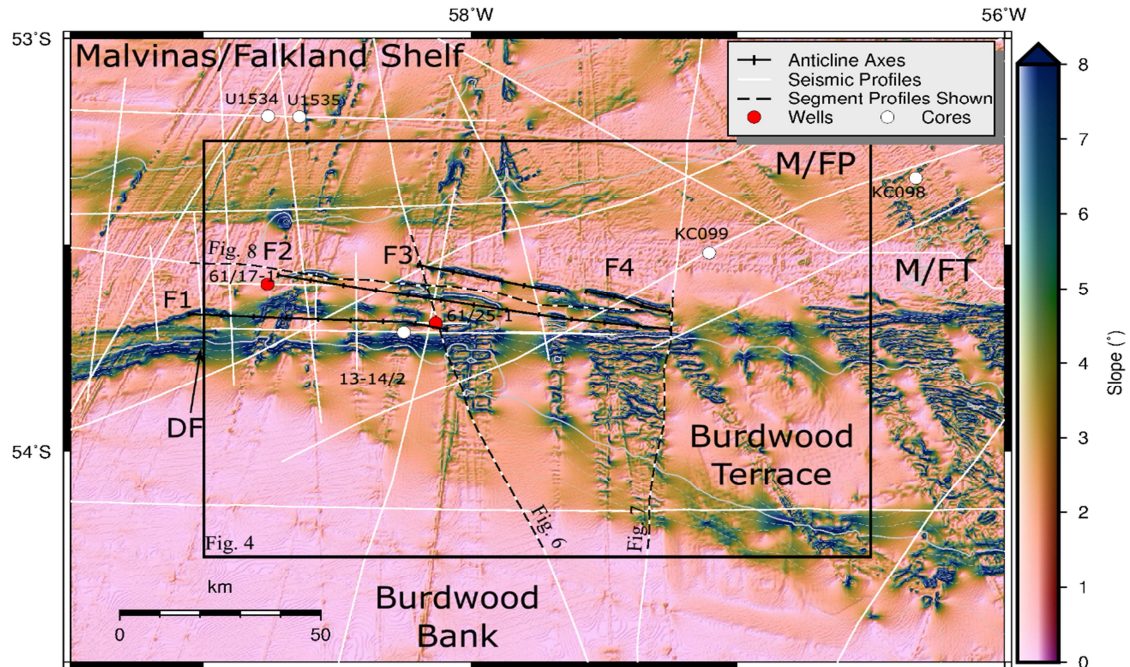 58˚W
56˚W
53˚S
Malvinas/Falkland Shelf
Anticline Axes
Seismic Profiles
Segment Profiles Shown
Wells
Cores
U1534
U1535
M/FP
KC098
KC099
Fig. 8
F2
F3
F4
M/FT
61/17-1
F1
61/25-1
13-14/2
DF
54˚S
Burdwood
Terrace
Fig. 6
Fig. 7
Fig. 4
km
0
50
Burdwood
Bank
8
7
6
5
4
3
2
1
0
Slope (˚)